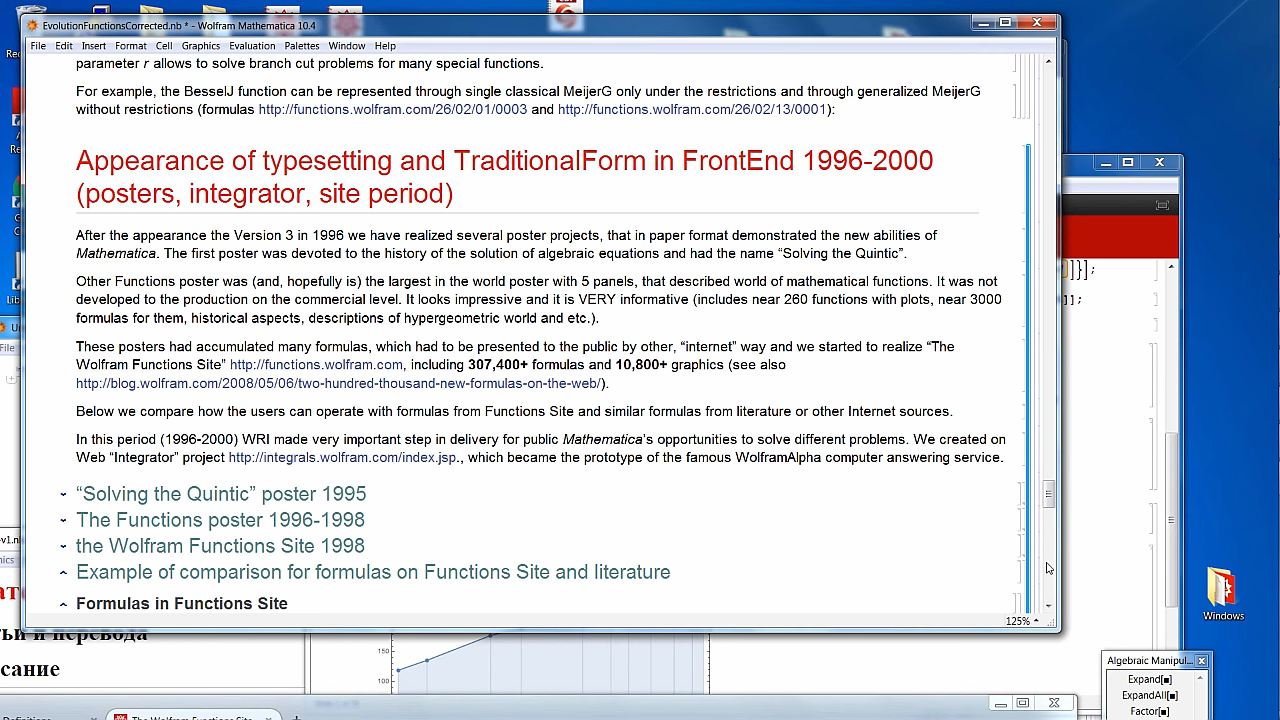 EvolutionFunctionsCorrected.nb * - Wolfram Mathematica 10.4
File Edit Insert Format Cell Graphics Evaluation Palettes Window Help
parameter r allows to solve branch cut problems for many special functions.
For example, the BesselJ function can be represented through single classical MeijerG only under the restrictions and through generalized MeijerG
without restrictions (formulas http://functions.wolfram.com/26/02/01/0003 and http://functions.wolfram.com/26/02/13/0001):
Appearance of typesetting and TraditionalForm in FrontEnd 1996-2000
(posters, integrator, site period)
After the appearance the Version 3 in 1996 we have realized several poster projects, that in paper format demonstrated the new abilities of
Mathematica. The first poster was devoted to the history of the solution of algebraic equations and had the name “Solving the Quintic”.
Other Functions poster was (and, hopefully is) the largest in the world poster with 5 panels, that described world of mathematical functions. It was not
developed to the production on the commercial level. It looks impressive and it is VERY informative (includes near 260 functions with plots, near 3000
formulas for them, historical aspects, descriptions of hypergeometric world and etc.).
These posters had accumulated many formulas, which had to be presented to the public by other, “internet” way and we started to realize “The
Wolfram Functions Site” http://functions.wolfram.com, including 307,400+ formulas and 10,800+ graphics (see also
http://blog.wolfram.com/2008/05/06/two-hundred-thousand-new-formulas-on-the-web/).
Below we compare how the users can operate with formulas from Functions Site and similar formulas from literature or other Internet sources.
In this period (1996-2000) WRI made very important step in delivery for public Mathematica’s opportunities to solve different problems. We created on
Web “Integrator” project http://integrals.wolfram.com/index.jsp., which became the prototype of the famous WolframAlpha computer answering service.
“Solving the Quintic” poster 1995
The Functions poster 1996-1998
the Wolfram Functions Site 1998
Example of comparison for formulas on Functions Site and literature
Formulas in Functions Site
125%
Windows
File
и перевода
сание
150
100
Algebraic Manipul...
Expand[■]
ExpandAll[■]
Factor[■]